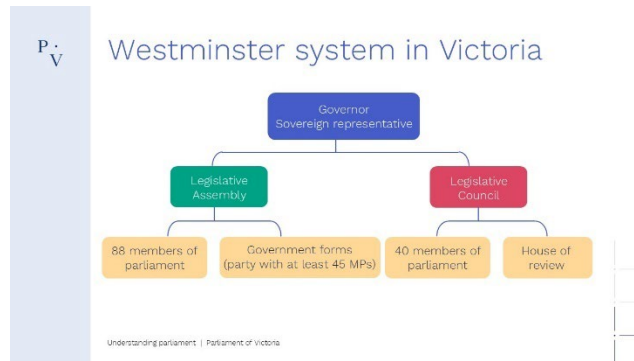 P.
V
Westminster system in Victoria
Governor
Sovereign representative
Legislative
Assembly
Legislative
Council
88 members of
parliament
Government forms
(party with at least 45 MPs)
40 members of
parliament
House of
review
Understanding parliament | Parliament of Victoria